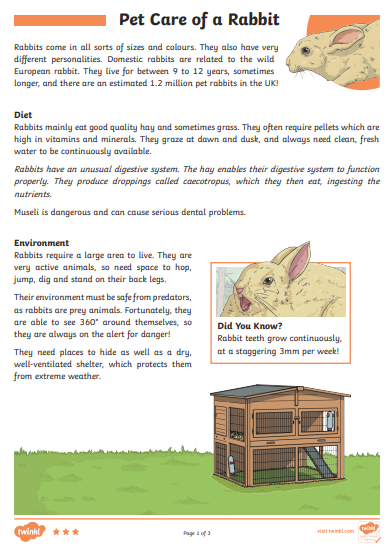 Pet Care of a Rabbit
Rabbits come in all sorts of sizes and colours. They also have very
different personalities. Domestic rabbits are related to the wild
European rabbit. They live for between 9 to 12 years, sometimes
longer, and there are an estimated 1.2 million pet rabbits in the UK!
Diet
Rabbits mainly eat good quality hay and sometimes grass. They often require pellets which are
high in vitamins and minerals. They graze at dawn and dusk, and always need clean, fresh
water to be continuously available.
Rabbits have an unusual digestive system. The hay enables their digestive system to function
properly. They produce droppings called caecotropus, which they then eat, ingesting the
nutrients.
Museli is dangerous and can cause serious dental problems.
Environment
Rabbits require a large area to live. They are
very active animals, so need space to hop,
jump, dig and stand on their back legs.
Their environment must be safe from predators,
as rabbits are prey animals. Fortunately, they
are able to see 360° around themselves, so
they are always on the alert for danger!
They need places to hide as well as a dry,
well-ventilated shelter, which protects them
from extreme weather.
Did You Know?
Rabbit teeth grow continuously,
at a staggering 3mm per week!
twinkl
Page 1 of 3
visit twinkl.com
twinkl